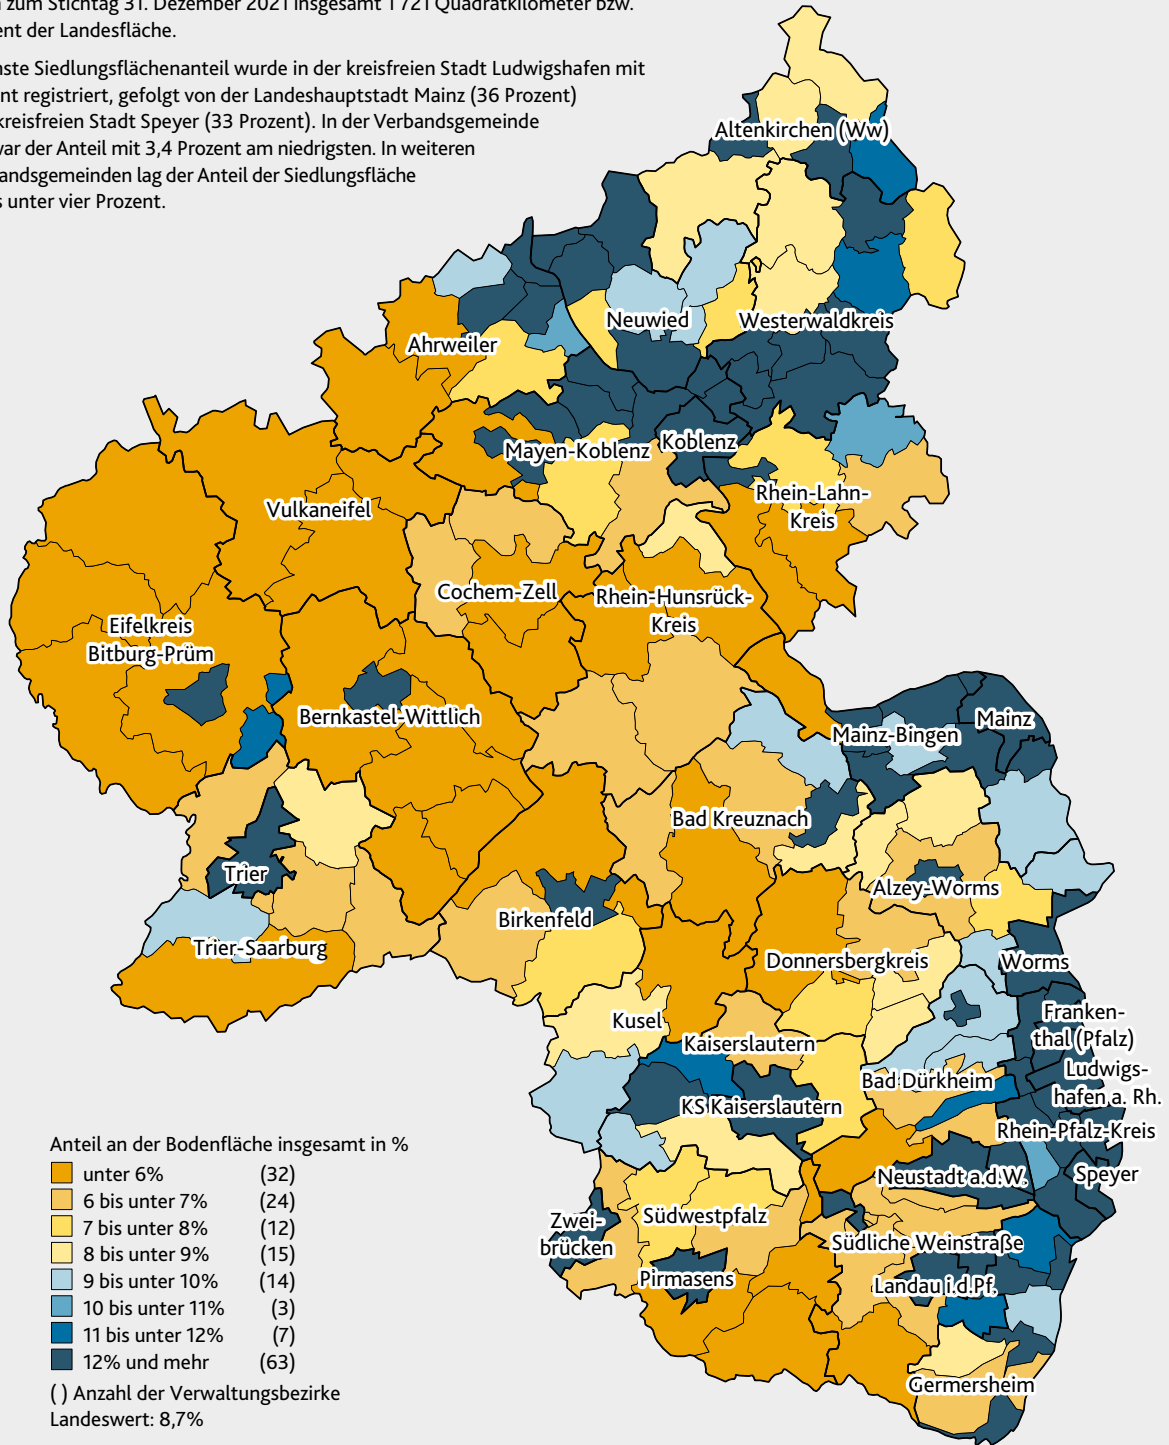 zum Stichtag 31. Dezember 2021 insgesamt 1 721 Quadratkilometer bzw.
der Landesfläche.
Siedlungsflächenanteil wurde in der kreisfreien Stadt Ludwigshafen mit
registriert, gefolgt von der Landeshauptstadt Mainz (36 Prozent)
kreisfreien Stadt Speyer (33 Prozent). In der Verbandsgemeinde
war der Anteil mit 3,4 Prozent am niedrigsten. In weiteren
lag der Anteil der Siedlungsfläche
unter vier Prozent.
Altenkirchen (Ww)
Neuwied
Westerwaldkreis
Ahrweiler
Mayen-Koblenz
Koblenz
Rhein-Lahn-
Kreis
Vulkaneifel
Cochem-Zell
Rhein-Hunsrück-
Kreis
Eifelkreis
Bitburg-Prüm
Bernkastel-Wittlich
Mainz-Bingen
Mainz
Bad Kreuznach
Trier
Alzey-Worms
Birkenfeld
Trier-Saarburg
Donnersbergkreis
Worms
Kusel
Franken-
thal (Pfalz)
Kaiserslautern
Bad Dürkheim
Ludwigs-
hafen a. Rh.
KS Kaiserslautern
Rhein-Pfalz-Kreis
Neustadt a.d.W.
Speyer
Zwei-
brücken
Südwestpfalz
Südliche Weinstraße
Pirmasens
Landau i.d.Pf.
Germersheim
Anteil an der Bodenfläche insgesamt in %
unter 6% (32)
6 bis unter 7% (24)
7 bis unter 8% (12)
8 bis unter 9% (15)
9 bis unter 10% (14)
10 bis unter 11% (3)
11 bis unter 12% (7)
12% und mehr (63)
( ) Anzahl der Verwaltungsbezirke
Landeswert: 8,7%